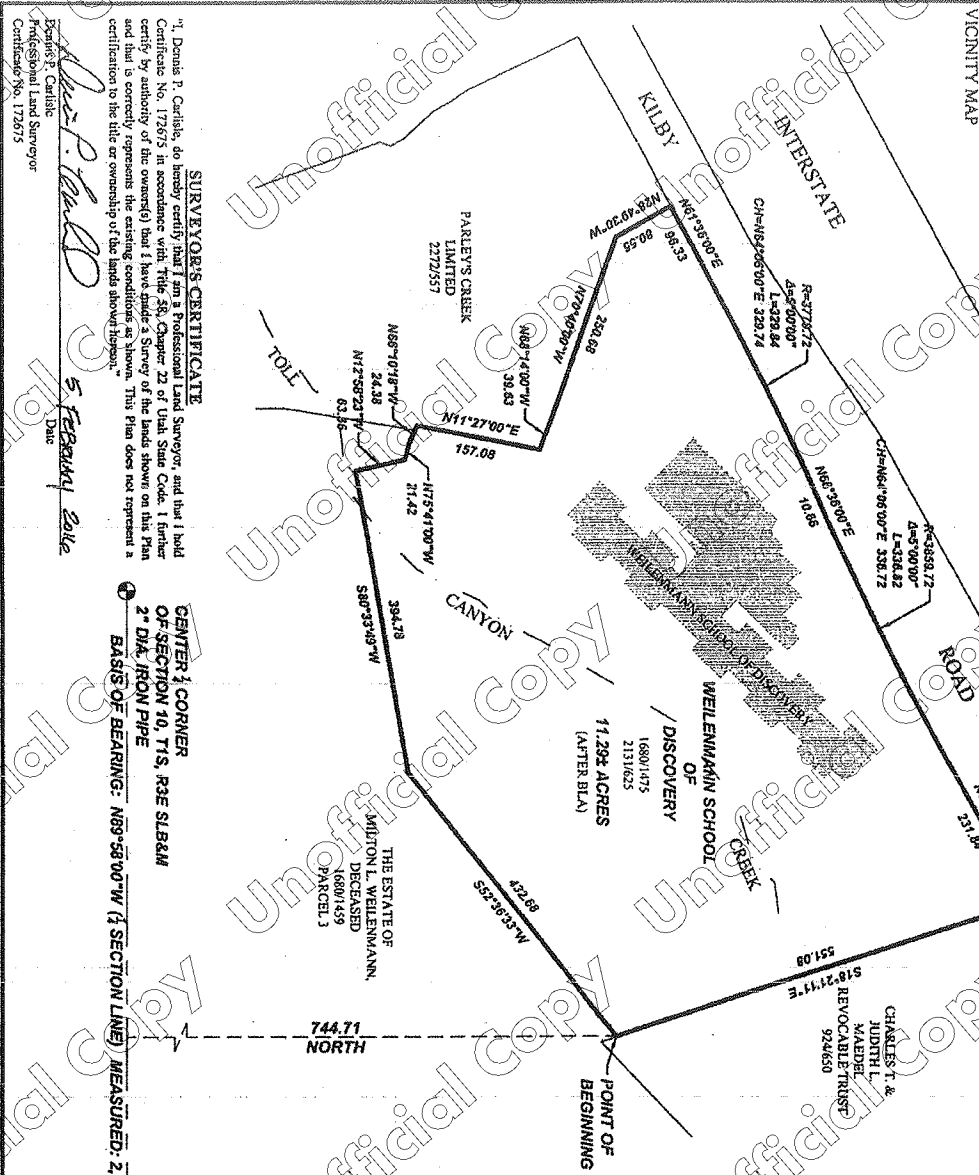 VICINITY MAP
KILBY
INTERSTATE
ROAD
R=3779.72
Δ=5°00'00"
L=329.84
CH=N64°06'00"E 329.74
R=3859.72
Δ=5°00'00"
L=336.82
CH=N64°06'00"E 336.72
N61°36'00"E
96.33
N66°36'00"E
10.66
231.84
N28°49'30"W
80.55
N70°40'00"W
250.68
N68°14'00"W
39.63
N11°27'00"E
157.08
N66°10'18"W
24.38
N12°58'23"W
63.36
N75°41'00"W
21.42
394.78
S80°33'49"W
432.68
S52°36'33"W
551.08
S18°21'11"E
PARLEY'S CREEK
LIMITED
2272/557
TOLL
CANYON
CREEK
WEILENMANN SCHOOL OF DISCOVERY
WEILENMANN SCHOOL
OF
DISCOVERY
1680/1475
2131/625
11.29± ACRES
(AFTER BLA)
CHARLES T. &
JUDITH L.
MAEDEL
REVOCABLE TRUST
924/650
THE ESTATE OF
MILTON L. WEILENMANN,
DECEASED
1680/1459
PARCEL 3
POINT OF
BEGINNING
744.71
NORTH
CENTER ¼ CORNER
OF SECTION 10, T1S, R3E SLB&M
2" DIA. IRON PIPE
BASIS OF BEARING: N89°58'00"W (¼ SECTION LINE) MEASURED: 2,
SURVEYOR'S CERTIFICATE
"I, Dennis P. Carlisle, do hereby certify that I am a Professional Land Surveyor, and that I hold
Certificate No. 172675 in accordance with Title 58, Chapter 22 of Utah State Code. I further
certify by authority of the owners(s) that I have made a Survey of the lands shown on this Plan
and that is correctly represents the existing conditions as shown. This Plan does not represent a
certification to the title or ownership of the lands shown hereon."
5 February 2016
Dennis P. Carlisle
Date
Professional Land Surveyor
Certificate No. 172675
Unofficial Copy